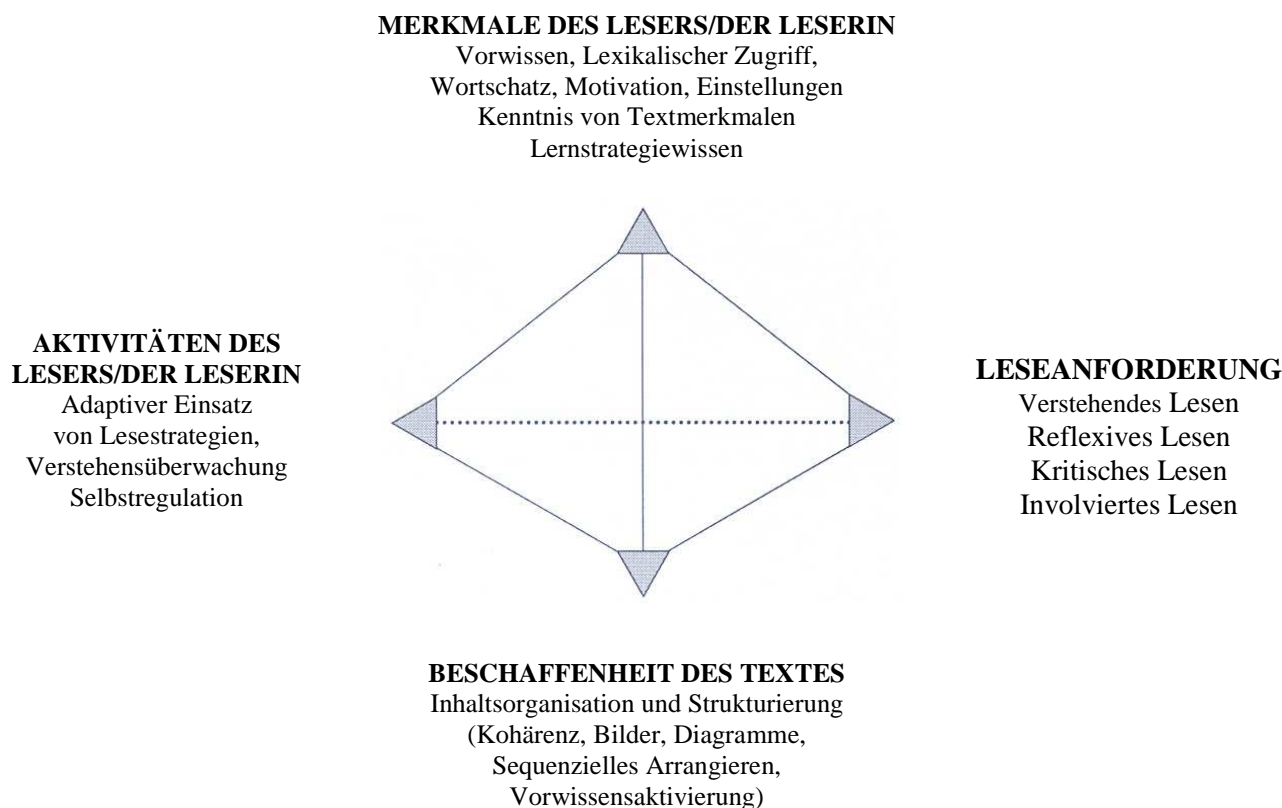 MERKMALE DES LESERS/DER LESERIN
Vorwissen, Lexikalischer Zugriff,
Wortschatz, Motivation, Einstellungen
Kenntnis von Textmerkmalen
Lernstrategiewissen
AKTIVITÄTEN DES
LESERS/DER LESERIN
Adaptiver Einsatz
von Lesestrategien,
Verstehensüberwachung
Selbstregulation
LESEANFORDERUNG
Verstehendes Lesen
Reflexives Lesen
Kritisches Lesen
Involviertes Lesen
BESCHAFFENHEIT DES TEXTES
Inhaltsorganisation und Strukturierung
(Kohärenz, Bilder, Diagramme,
Sequenzielles Arrangieren,
Vorwissensaktivierung)